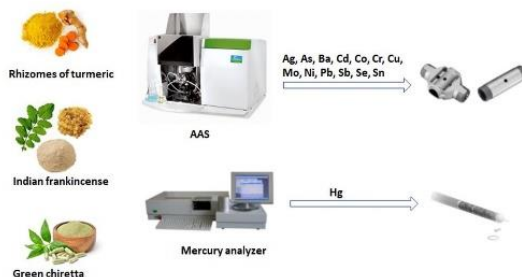 Rhizomes of turmeric
Indian frankincense
Green chiretta
AAS
Mercury analyzer
Ag, As, Ba, Cd, Co, Cr, Cu,
Mo, Ni, Pb, Sb, Se, Sn
Hg